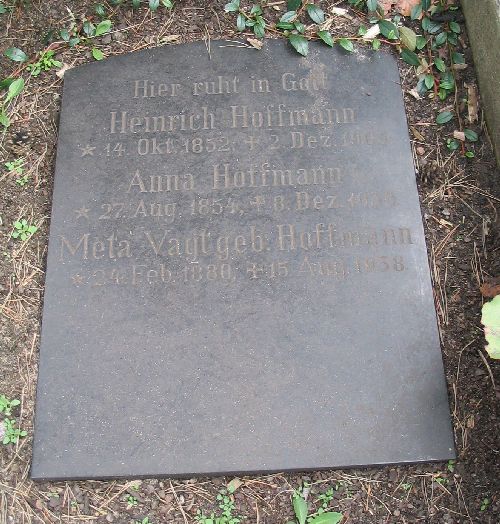 Hier ruht in Gott
Heinrich Hoffmann
* 14. Okt. 1852, + 2. Dez.
Anna Hoffmann
* 27. Aug. 1854, + 8. Dez.
Meta Vagt geb. Hoffmann
* 24. Feb. 1880, + 15. Aug. 1938.